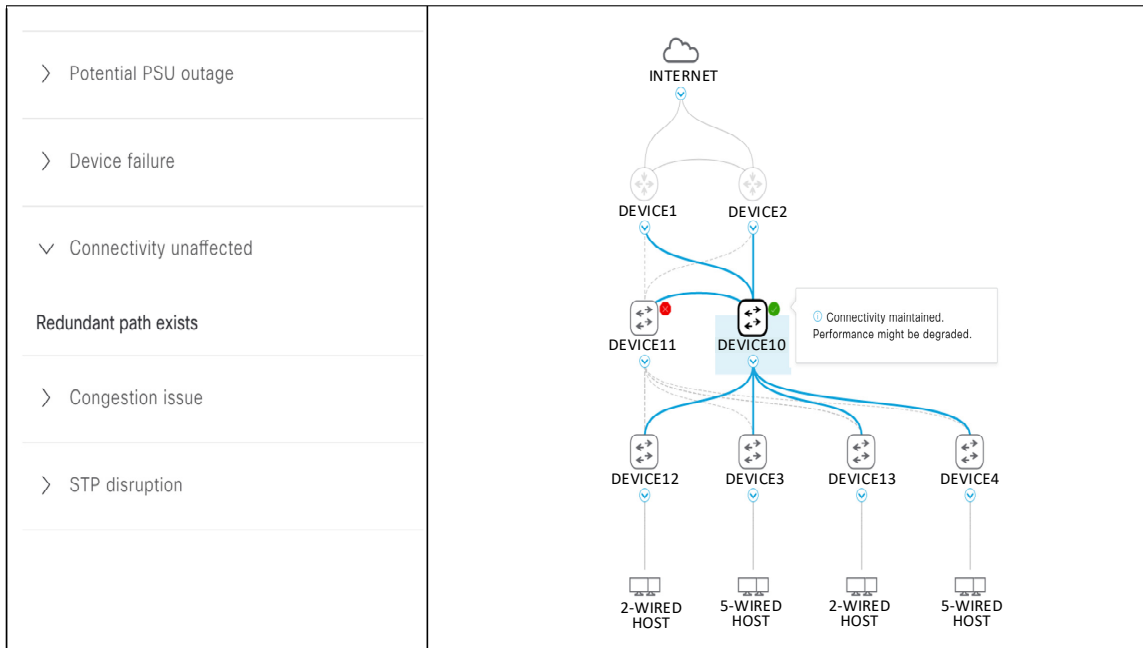 Potential PSU outage
Device failure
Connectivity unaffected
Redundant path exists
Congestion issue
STP disruption
INTERNET
DEVICE1
DEVICE2
DEVICE11
DEVICE10
Connectivity maintained.
Performance might be degraded.
DEVICE12
DEVICE3
DEVICE13
DEVICE4
2-WIRED
HOST
5-WIRED
HOST
2-WIRED
HOST
5-WIRED
HOST